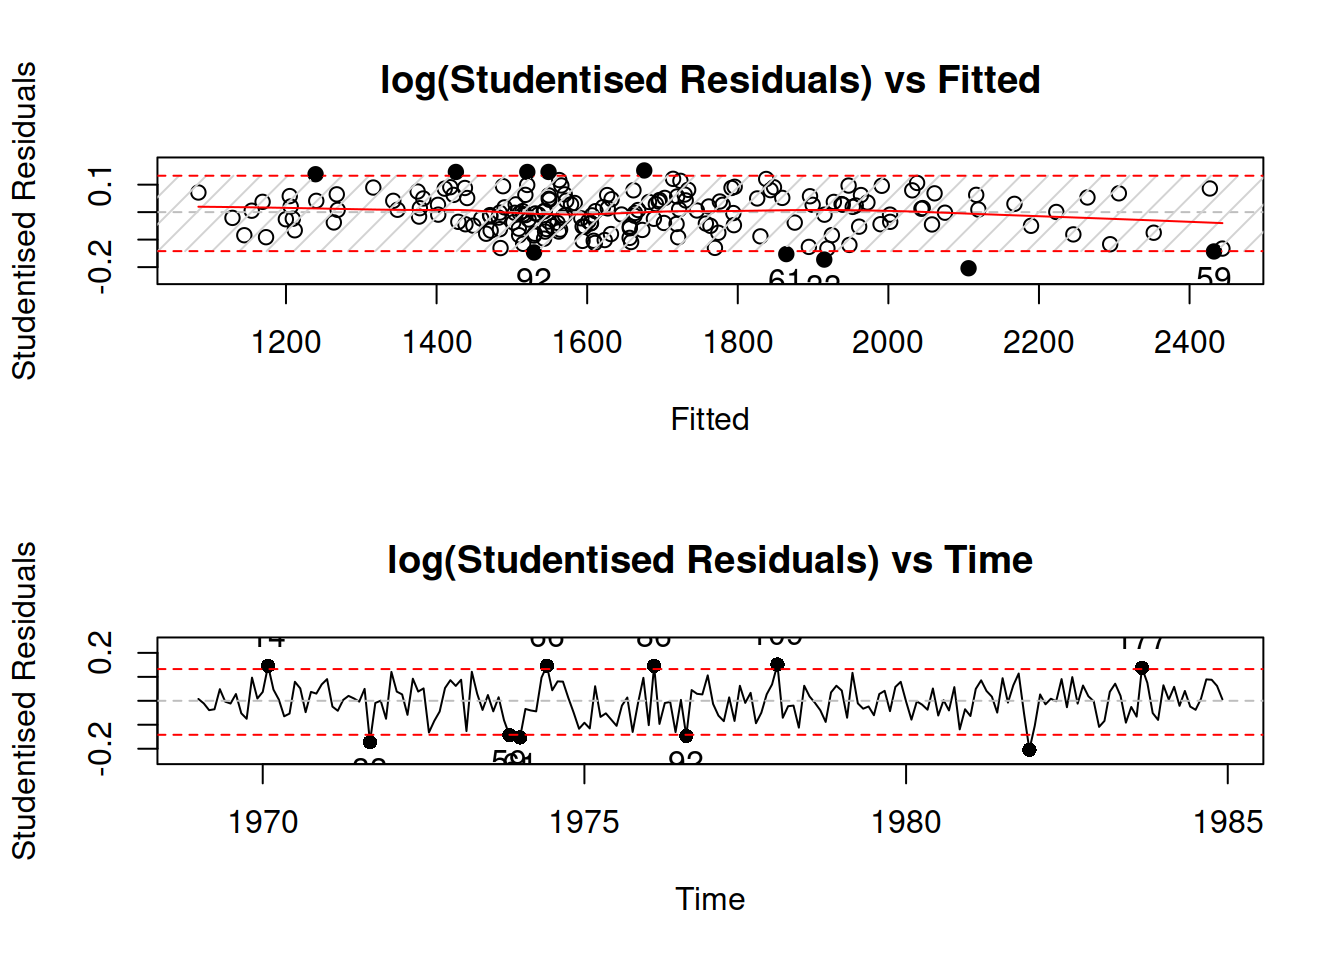 log(Studentised Residuals) vs Fitted
Studentised Residuals
0.1
-0.2
92
59
1200 1400 1600 1800 2000 2200 2400
Fitted
log(Studentised Residuals) vs Time
Studentised Residuals
0.2
-0.2
1970 1975 1980 1985
Time